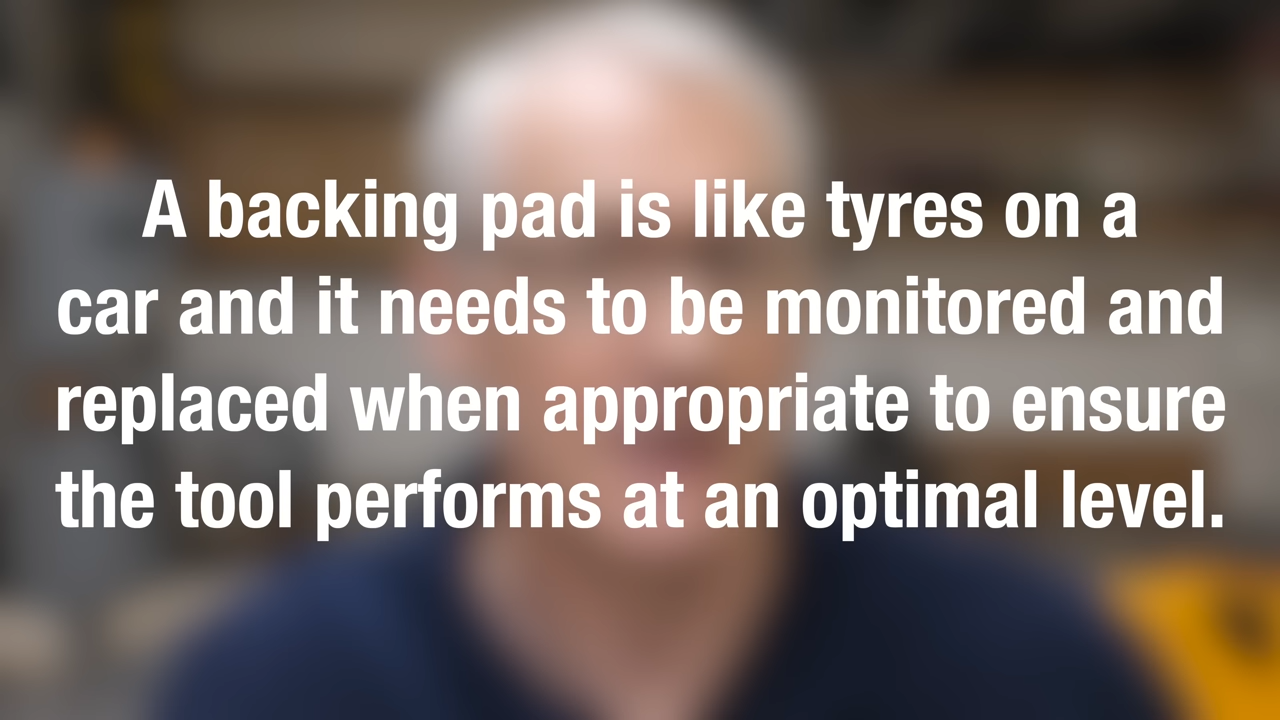 A backing pad is like tyres on a
car and it needs to be monitored and
replaced when appropriate to ensure
the tool performs at an optimal level.